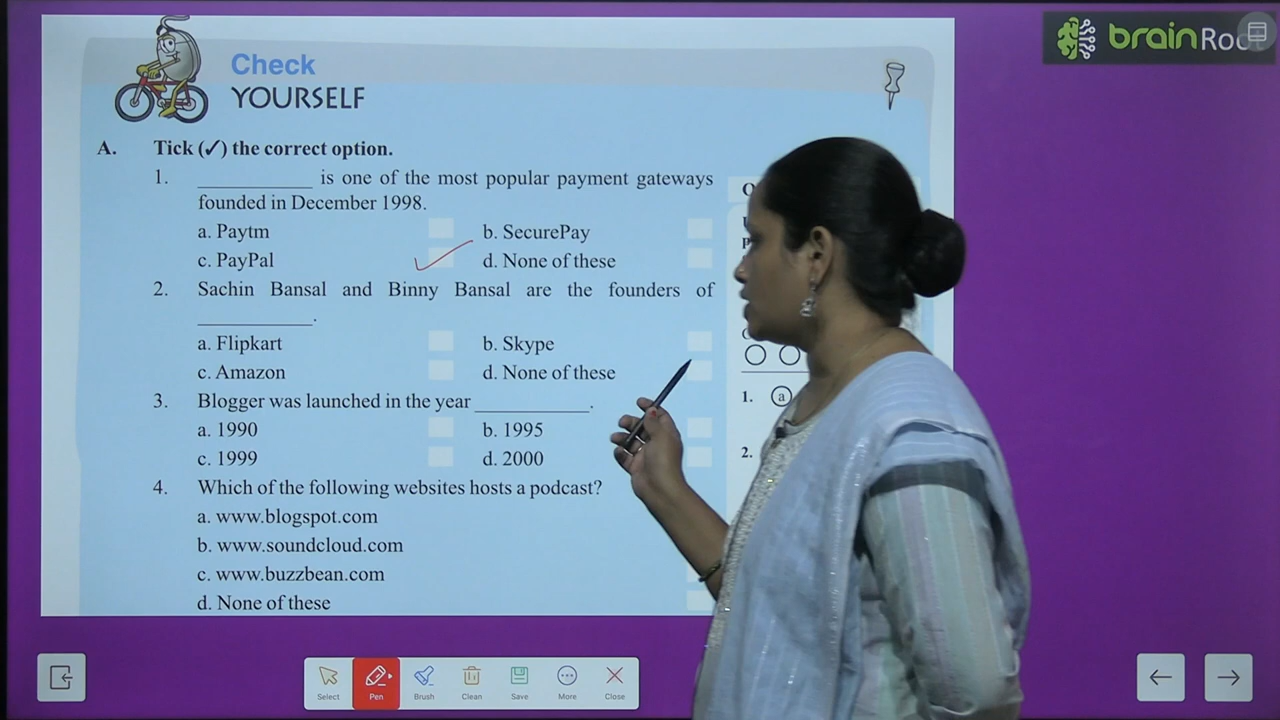 brainRoot
Check
YOURSELF
A. Tick (✓) the correct option.
1. __________ is one of the most popular payment gateways
founded in December 1998.
a. Paytm b. SecurePay
c. PayPal d. None of these
2. Sachin Bansal and Binny Bansal are the founders of
__________.
a. Flipkart b. Skype
c. Amazon d. None of these
3. Blogger was launched in the year __________.
a. 1990 b. 1995
c. 1999 d. 2000
4. Which of the following websites hosts a podcast?
a. www.blogspot.com
b. www.soundcloud.com
c. www.buzzbean.com
d. None of these
1. a
2.
Select Pen Brush Clean Save More Close